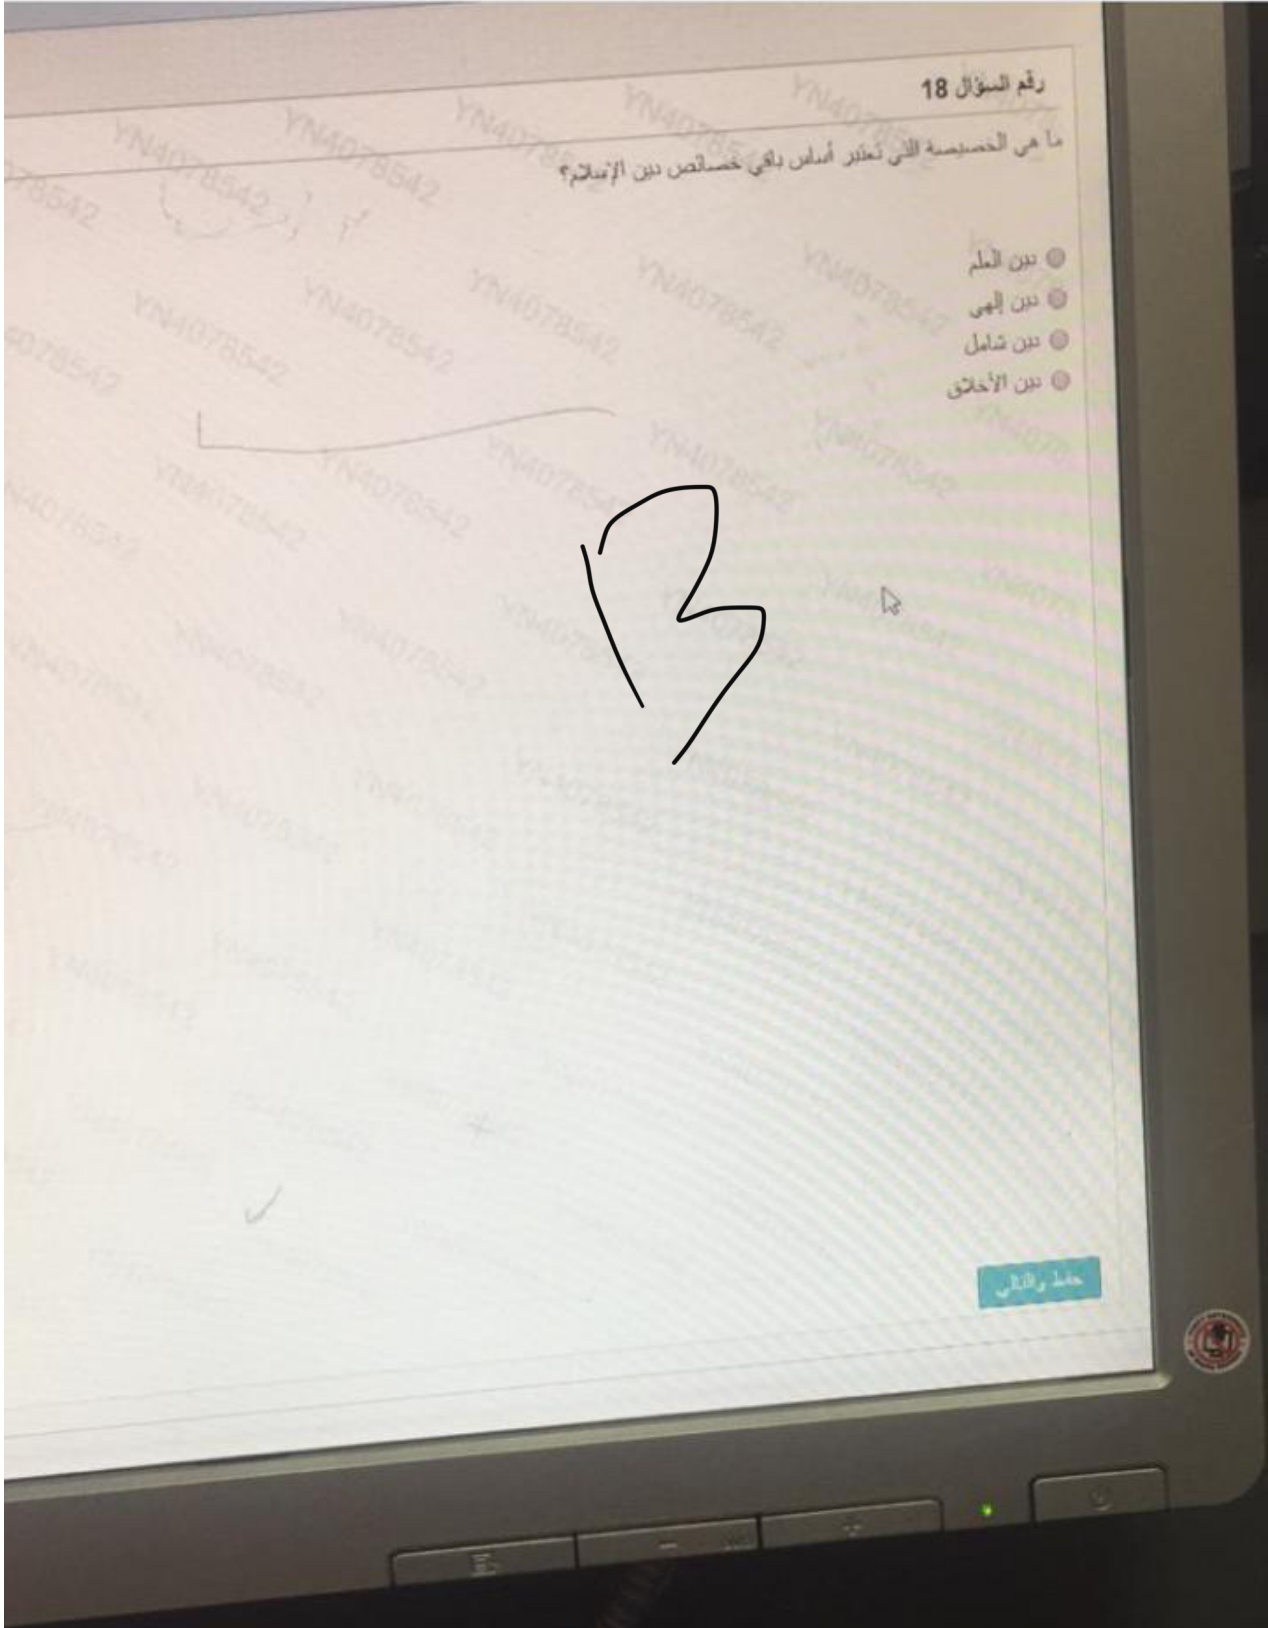 رقم السؤال 18
ما هي الخصيصة التي تعتبر أساس باقي خصائص دين الإسلام؟
دين العلم
دين إلهي
دين شامل
دين الأخلاق
B
حفظ والتالي
YN4078542